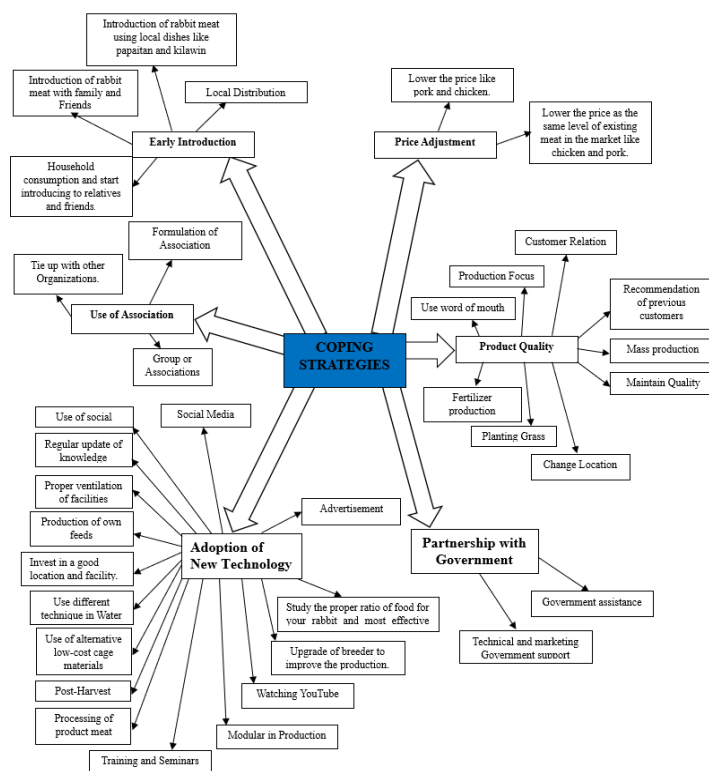 Introduction of rabbit meat
using local dishes like
papaitan and kilawin
Introduction of rabbit
meat with family and
Friends
Local Distribution
Early Introduction
Household
consumption and start
introducing to relatives
and friends.
Lower the price like
pork and chicken.
Price Adjustment
Lower the price as the
same level of existing
meat in the market like
chicken and pork.
Formulation of
Association
Tie up with other
Organizations.
Use of Association
Group or
Associations
COPING
STRATEGIES
Customer Relation
Production Focus
Use word of mouth
Recommendation
of previous
customers
Product Quality
Mass production
Maintain Quality
Fertilizer
production
Planting Grass
Change Location
Use of social
Social Media
Regular update of
knowledge
Proper ventilation
of facilities
Production of own
feeds
Invest in a good
location and facility.
Use different
technique in Water
Use of alternative
low-cost cage
materials
Post-Harvest
Processing of
product meat
Training and Seminars
Adoption of
New Technology
Advertisement
Study the proper ratio of food for
your rabbit and most effective
Upgrade of breeder to
improve the production.
Watching YouTube
Modular in Production
Partnership with
Government
Government assistance
Technical and marketing
Government support